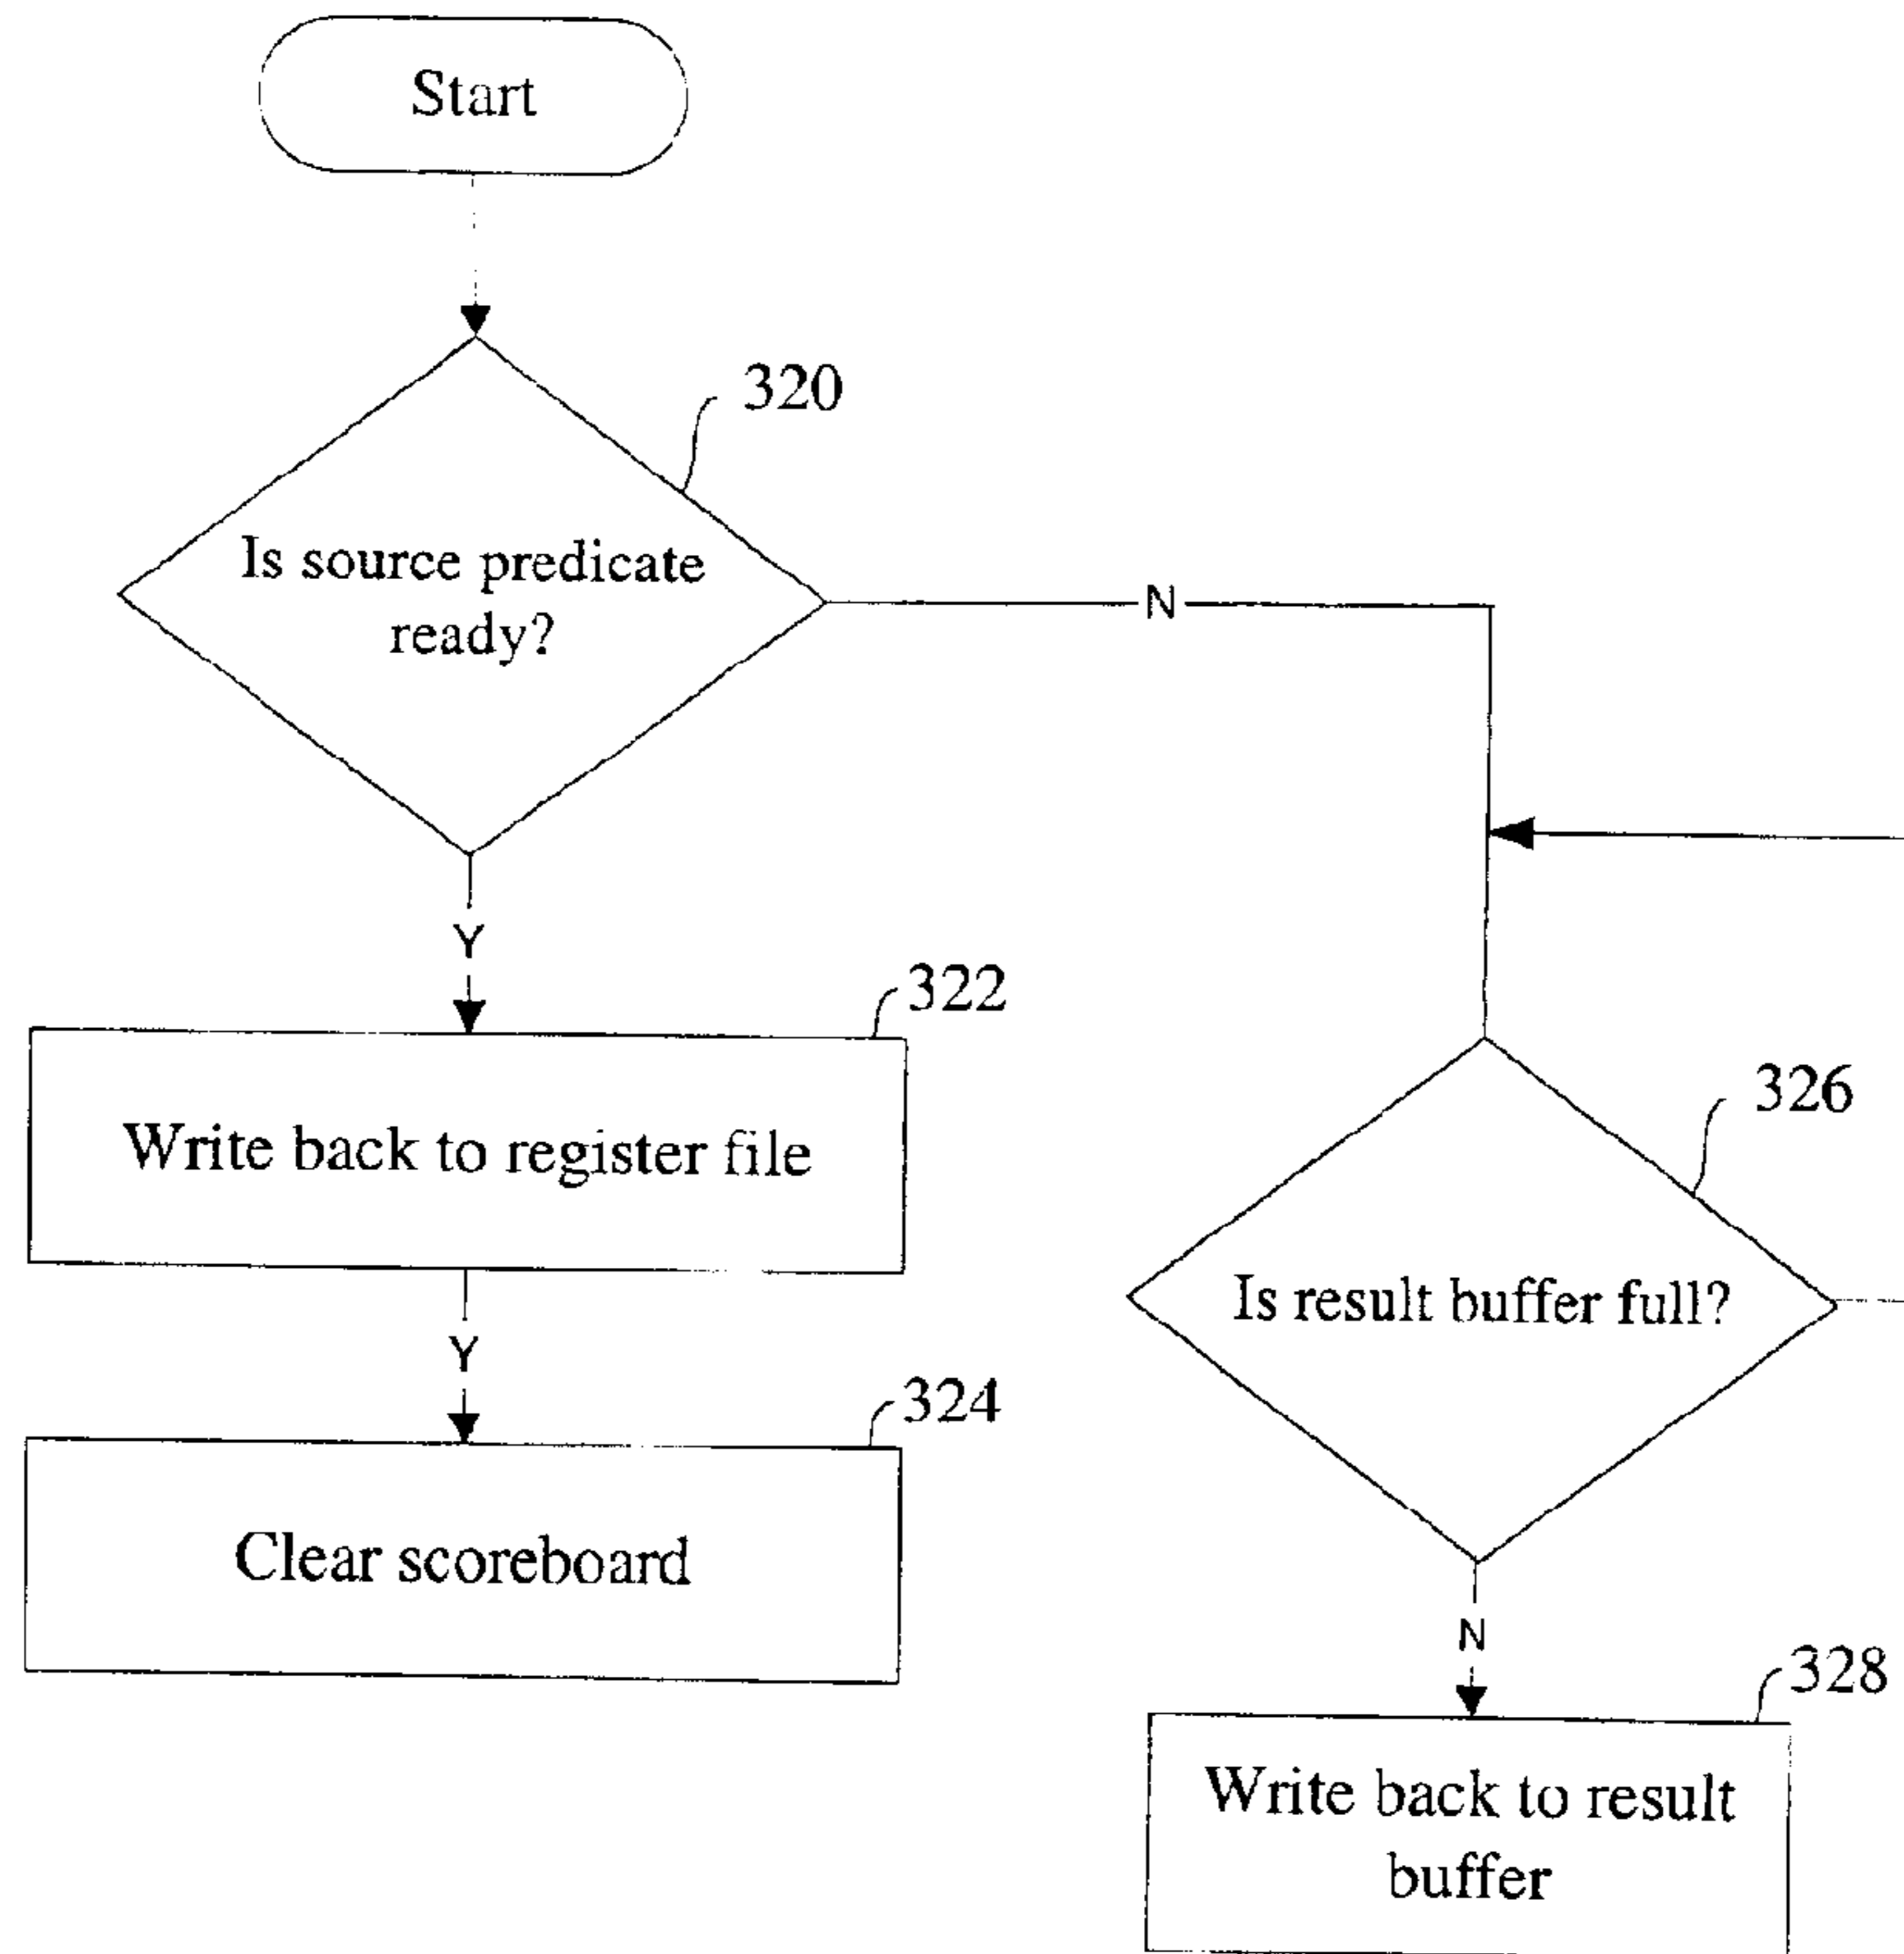 Start
320
Is source predicate
ready?
N
Y
322
Write back to register file
Y
324
Clear scoreboard
326
Is result buffer full?
N
328
Write back to result
buffer